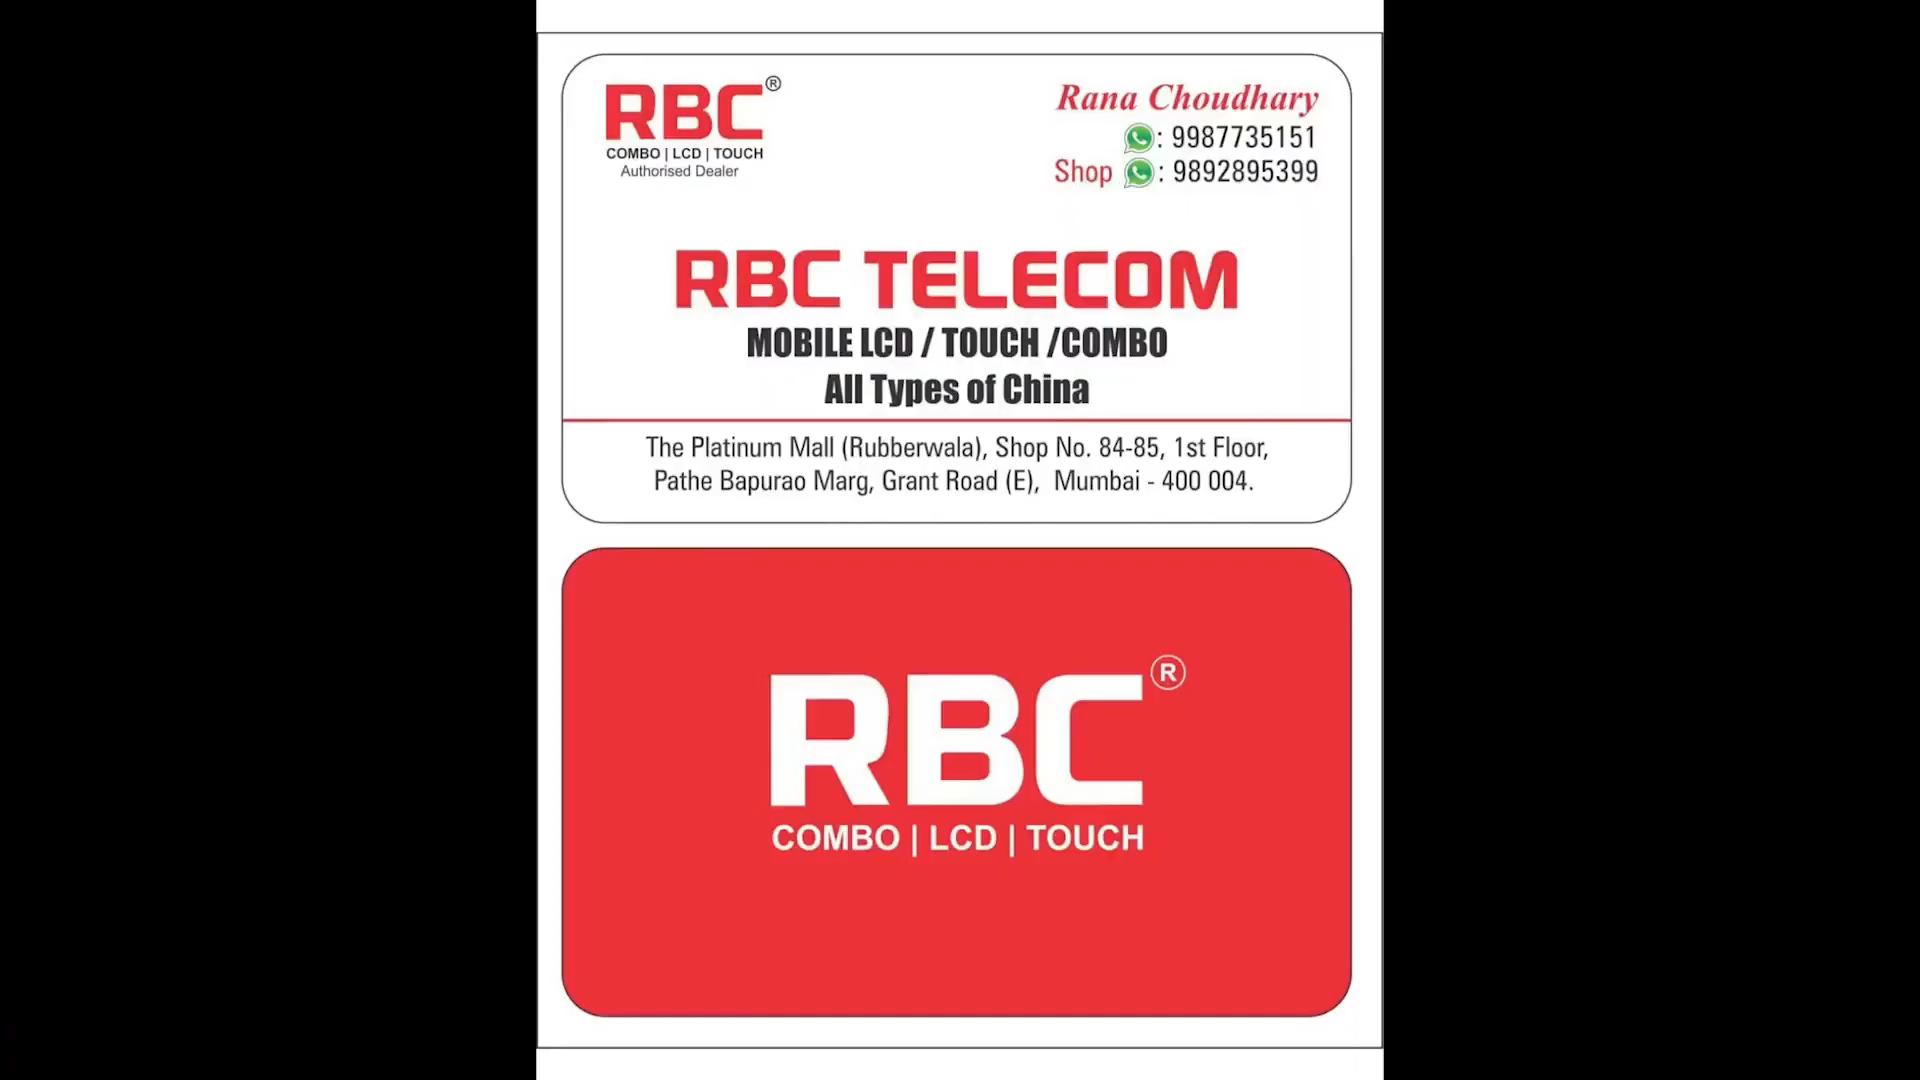 RBC®
COMBO | LCD | TOUCH
Authorised Dealer
Rana Choudhary
: 9987735151
Shop : 9892895399
RBC TELECOM
MOBILE LCD / TOUCH /COMBO
All Types of China
The Platinum Mall (Rubberwala), Shop No. 84-85, 1st Floor,
Pathe Bapurao Marg, Grant Road (E), Mumbai - 400 004.
RBC®
COMBO | LCD | TOUCH